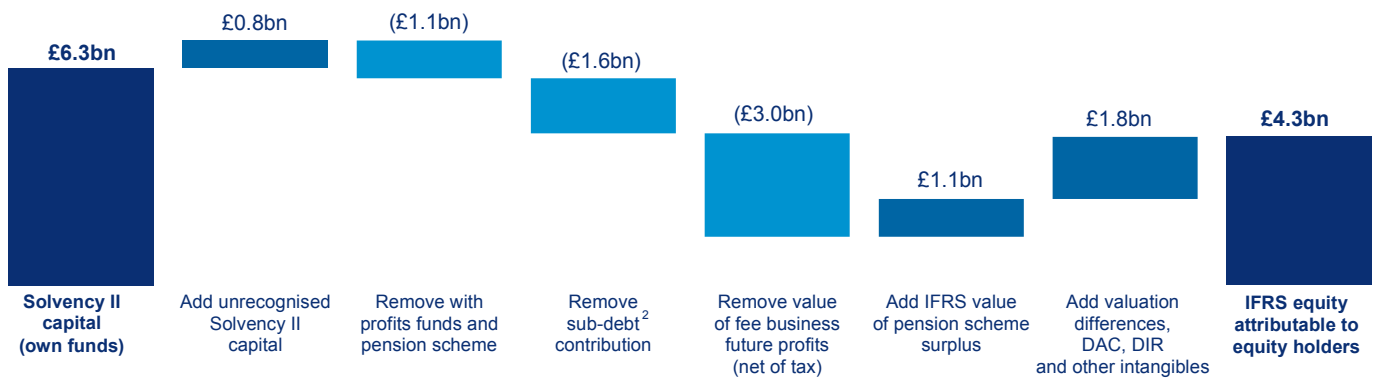 £6.3bn
£0.8bn
(£1.1bn)
(£1.6bn)
(£3.0bn)
£1.1bn
£1.8bn
£4.3bn
Solvency II
capital
(own funds)
Add unrecognised
Solvency II
capital
Remove with
profits funds and
pension scheme
Remove
sub-debt²
contribution
Remove value
of fee business
future profits
(net of tax)
Add IFRS value
of pension scheme
surplus
Add valuation
differences,
DAC, DIR
and other intangibles
IFRS equity
attributable to
equity holders